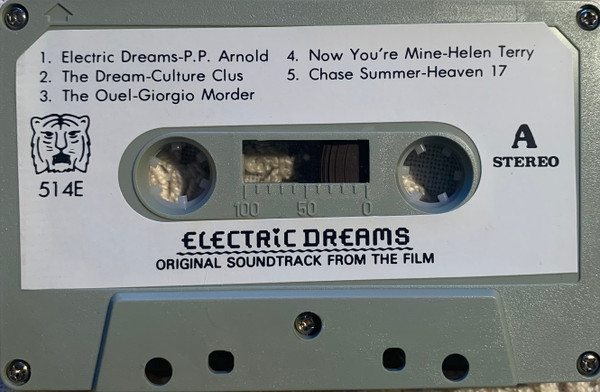 1. Electric Dreams-P.P. Arnold
2. The Dream-Culture Clus
3. The Ouel-Giorgio Morder
4. Now You're Mine-Helen Terry
5. Chase Summer-Heaven 17
514E
A
STEREO
100 50 0
ELECTRIC DREAMS
ORIGINAL SOUNDTRACK FROM THE FILM